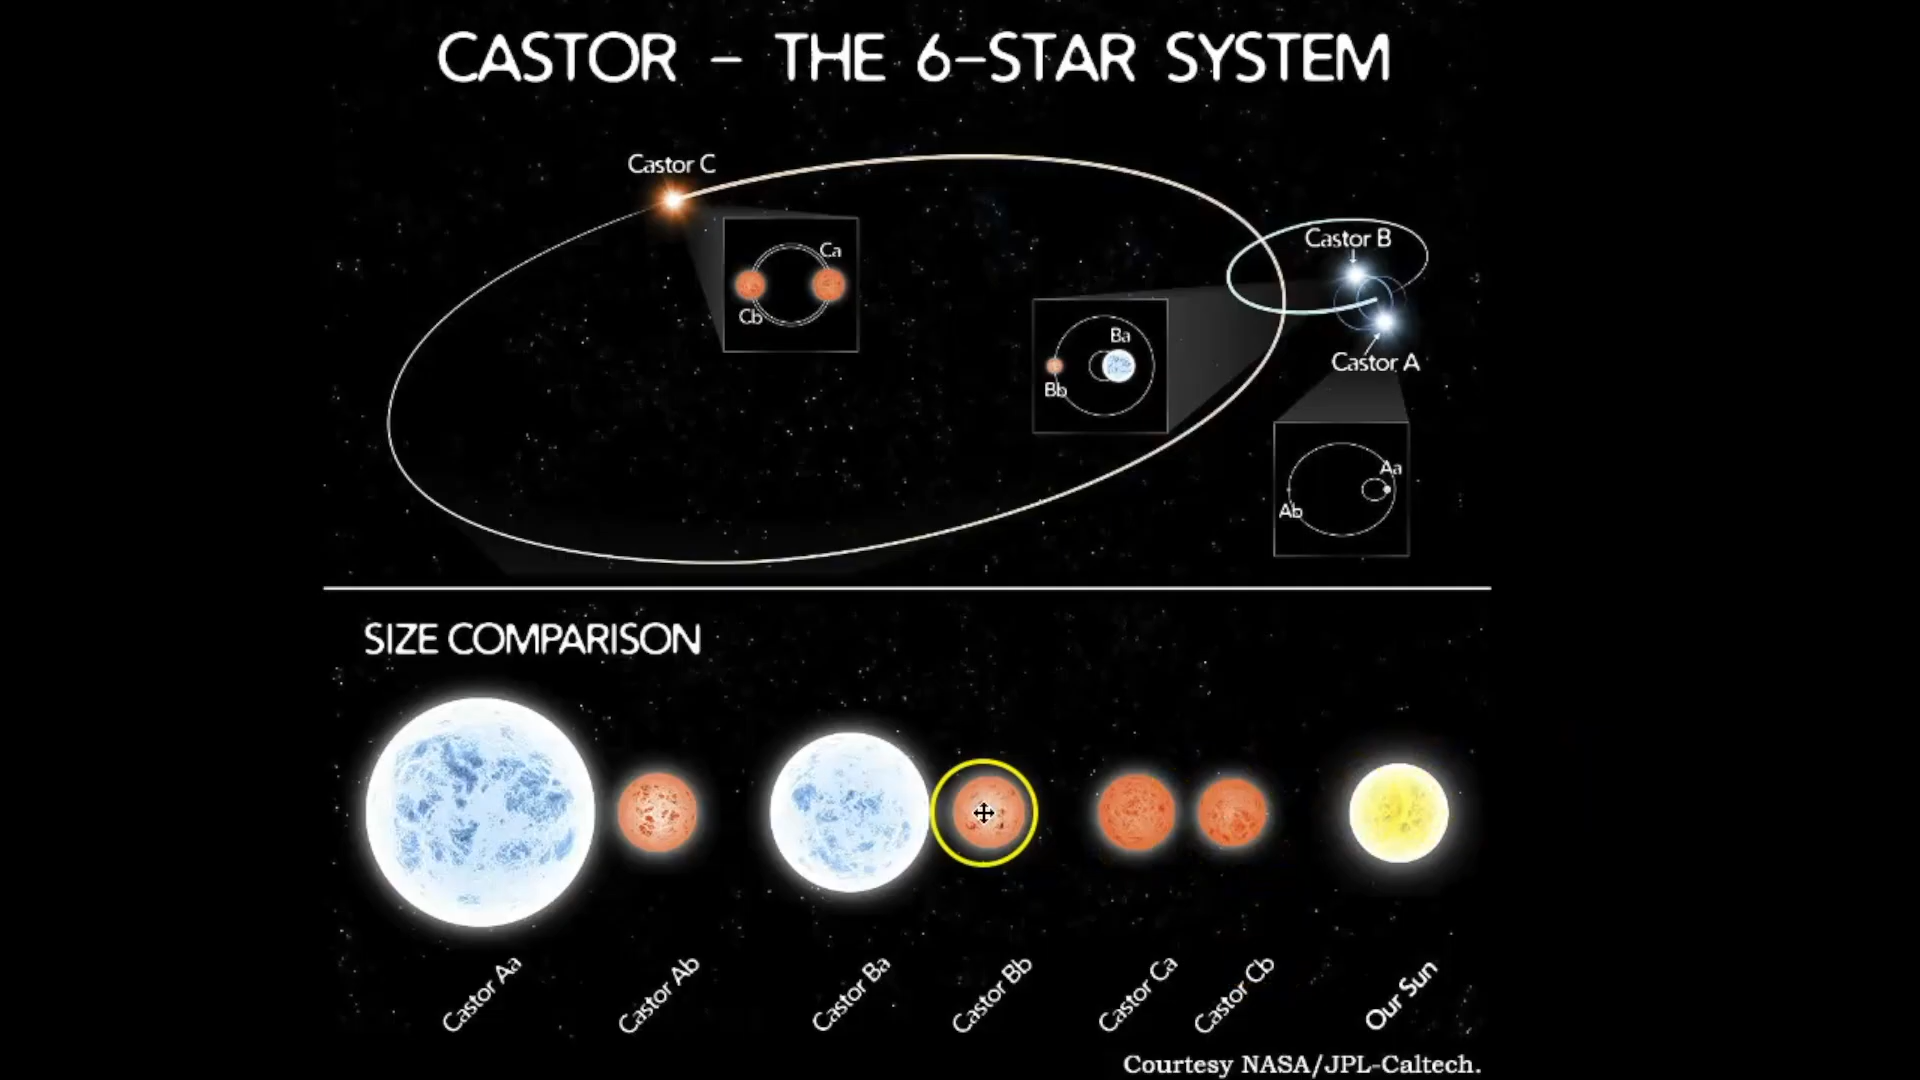 CASTOR – THE 6–STAR SYSTEM
Castor C
Ca
Cb
Castor B
Castor A
Ba
Bb
Aa
Ab
SIZE COMPARISON
Castor Aa
Castor Ab
Castor Ba
Castor Bb
Castor Ca
Castor Cb
Our Sun
Courtesy NASA/JPL-Caltech.